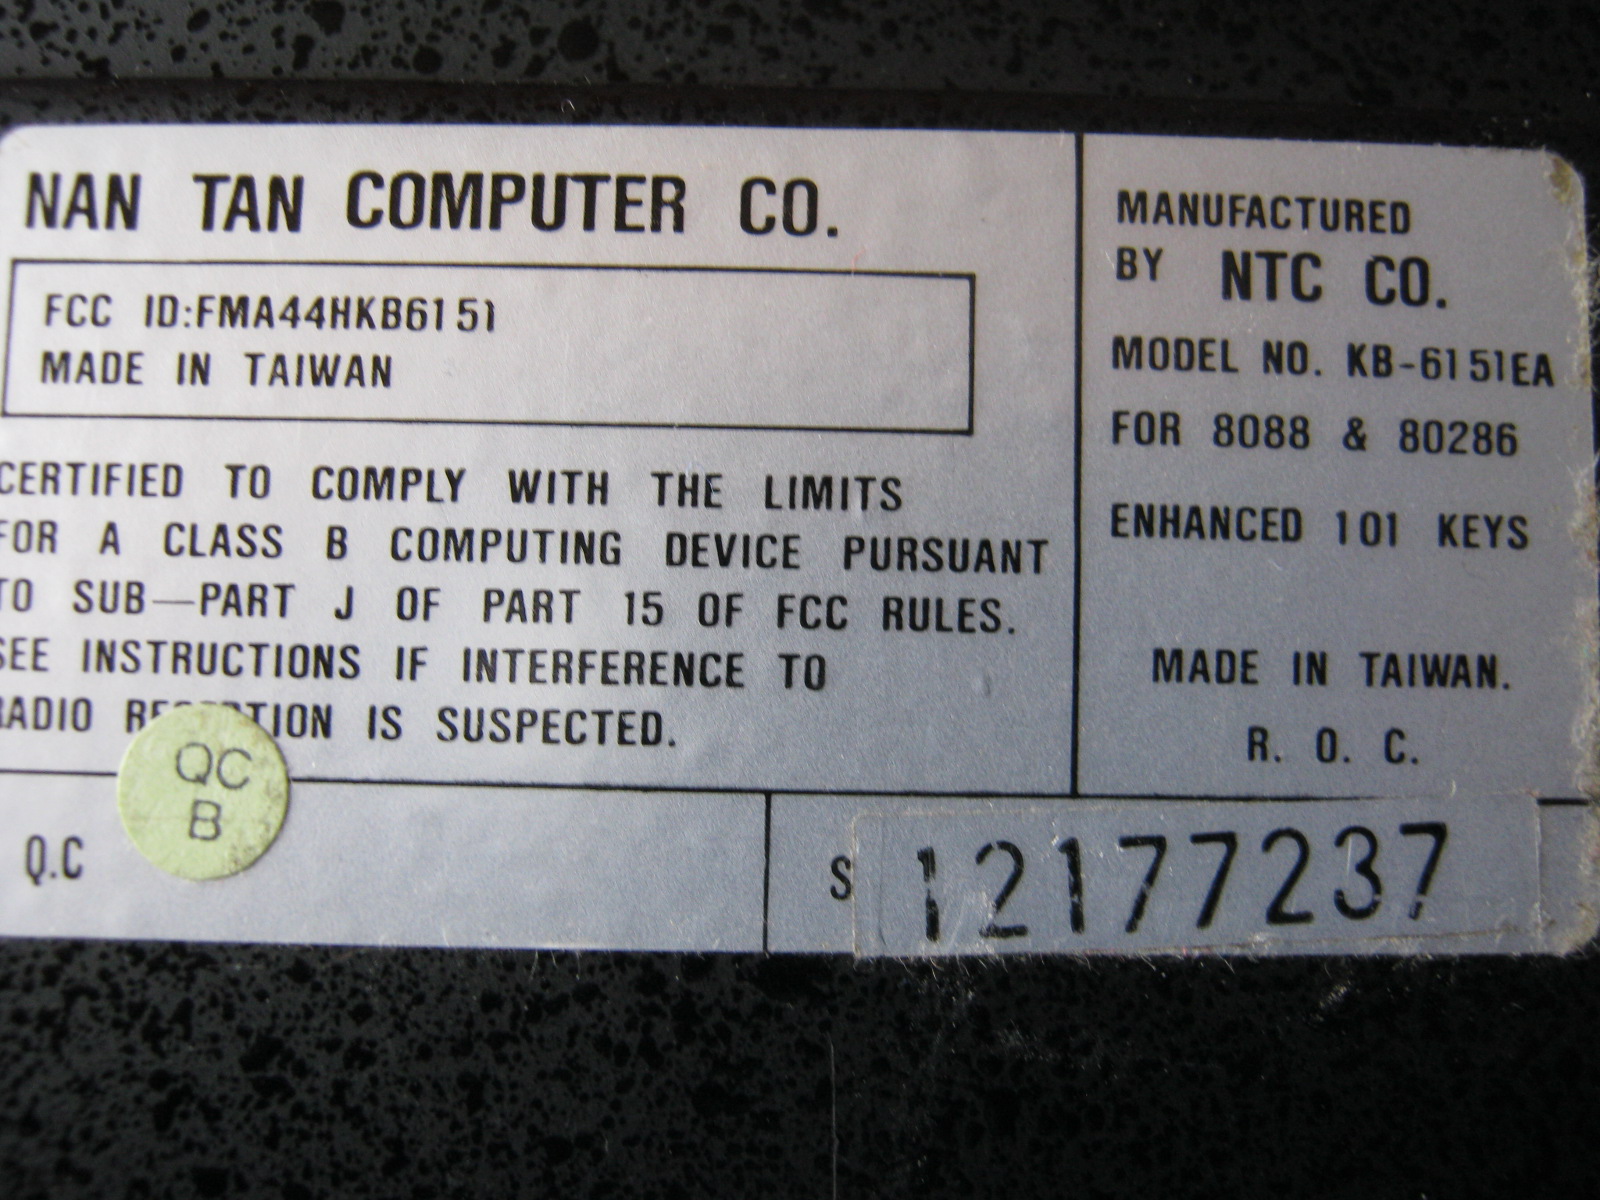 NAN TAN COMPUTER CO.
FCC ID:FMA44HKB6151
MADE IN TAIWAN
CERTIFIED TO COMPLY WITH THE LIMITS
FOR A CLASS B COMPUTING DEVICE PURSUANT
TO SUB—PART J OF PART 15 OF FCC RULES.
SEE INSTRUCTIONS IF INTERFERENCE TO
RADIO RECEPTION IS SUSPECTED.
MANUFACTURED
BY NTC CO.
MODEL NO. KB-6151EA
FOR 8088 & 80286
ENHANCED 101 KEYS
MADE IN TAIWAN.
R. O. C.
Q.C
QC
B
S 12177237